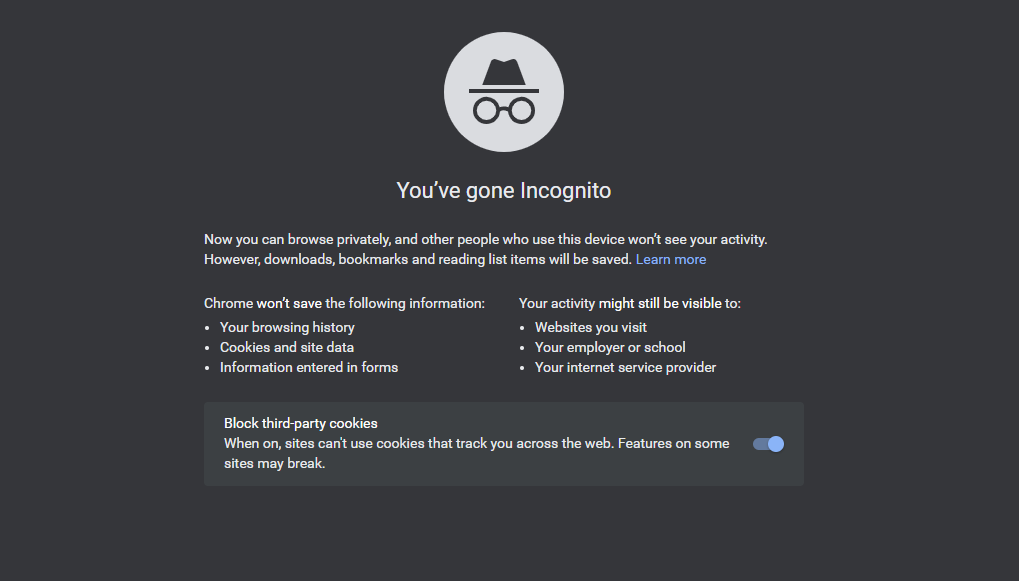 You’ve gone Incognito
Now you can browse privately, and other people who use this device won’t see your activity.
However, downloads, bookmarks and reading list items will be saved. Learn more
Chrome won’t save the following information:
Your browsing history
Cookies and site data
Information entered in forms
Your activity might still be visible to:
Websites you visit
Your employer or school
Your internet service provider
Block third-party cookies
When on, sites can't use cookies that track you across the web. Features on some
sites may break.